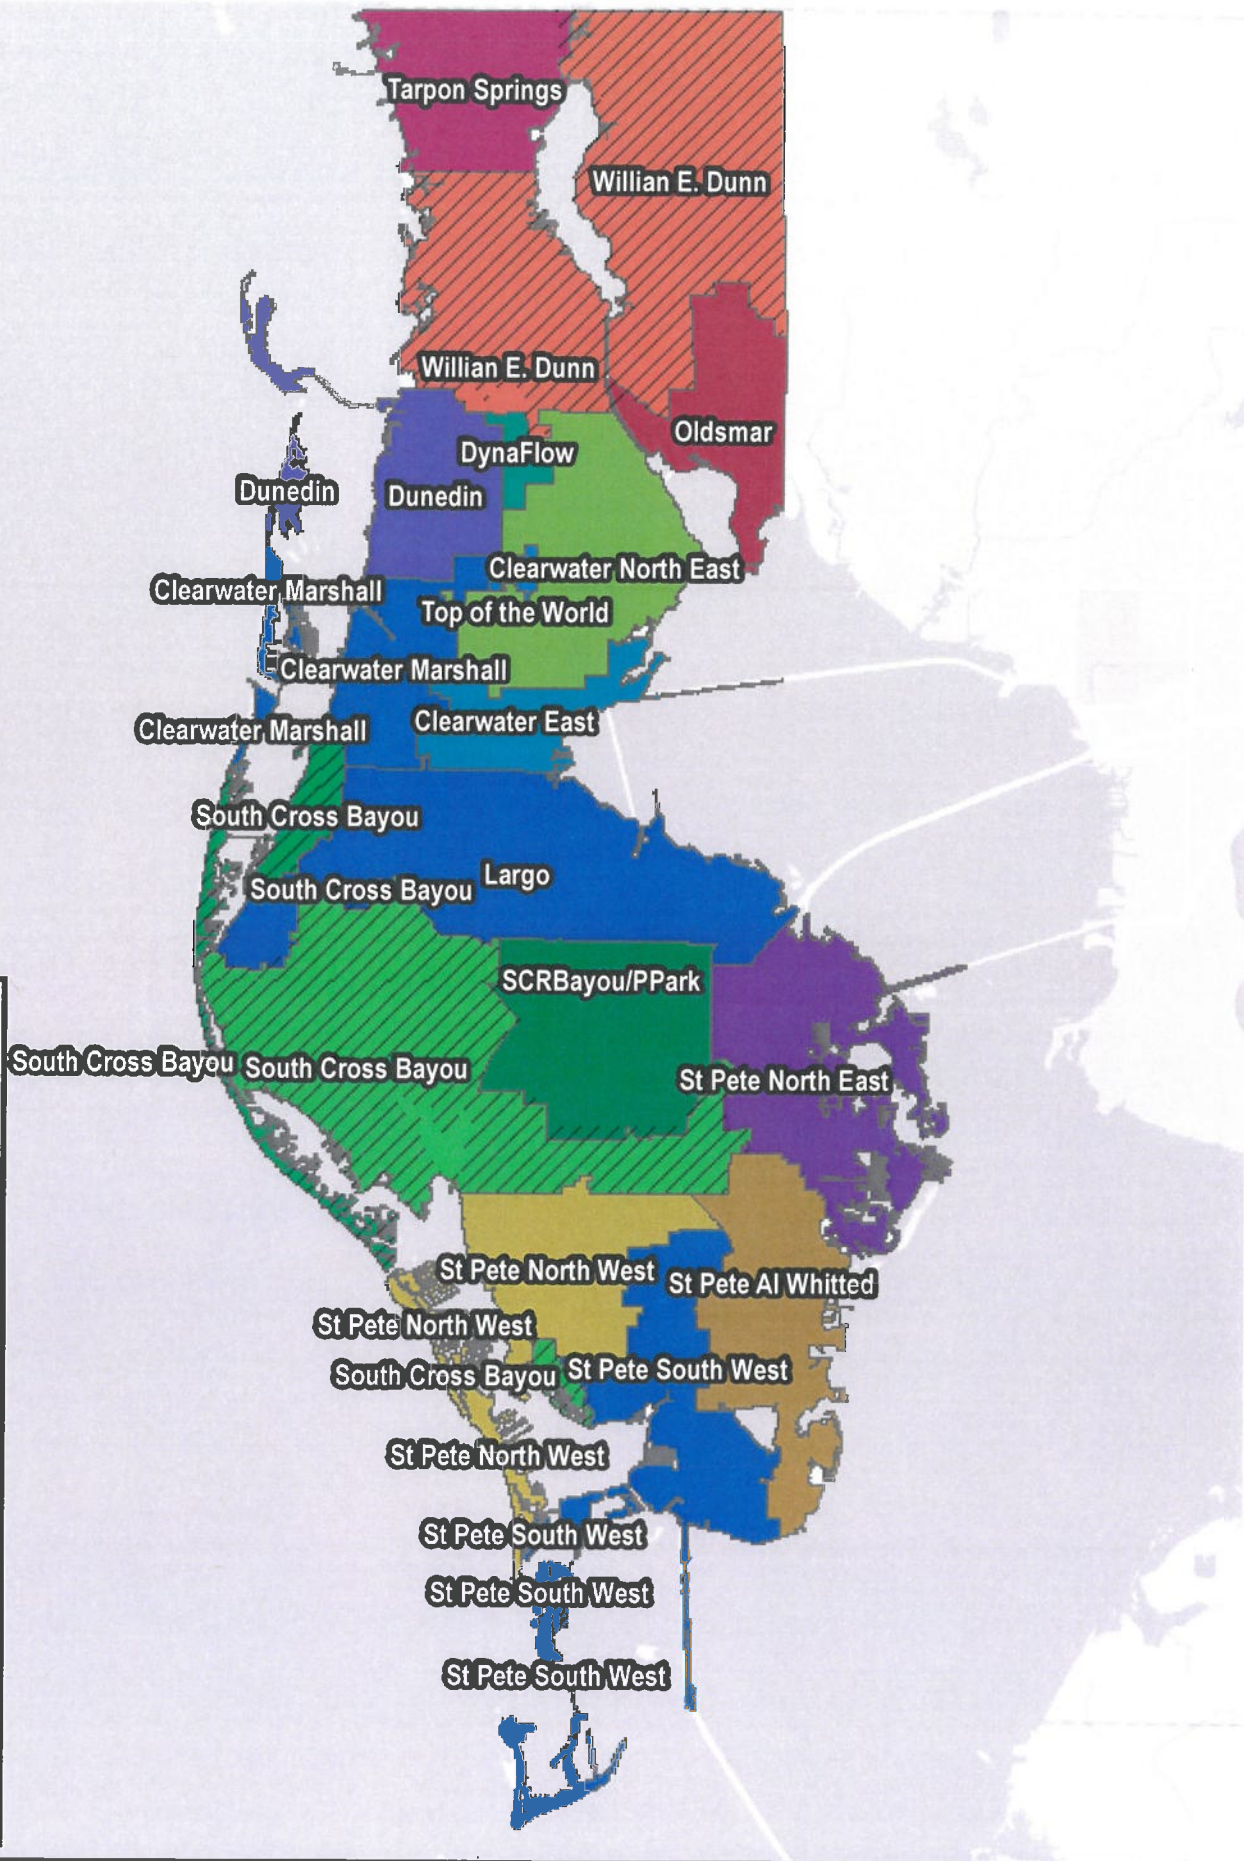 Tarpon Springs
Willian E. Dunn
Willian E. Dunn
Oldsmar
DynaFlow
Dunedin
Dunedin
Clearwater North East
Clearwater Marshall
Top of the World
Clearwater Marshall
Clearwater East
Clearwater Marshall
South Cross Bayou
Largo
South Cross Bayou
SCRBayou/PPark
South Cross Bayou
South Cross Bayou
St Pete North East
St Pete North West
St Pete Al Whitted
St Pete North West
St Pete South West
South Cross Bayou
St Pete North West
St Pete South West
St Pete South West
St Pete South West